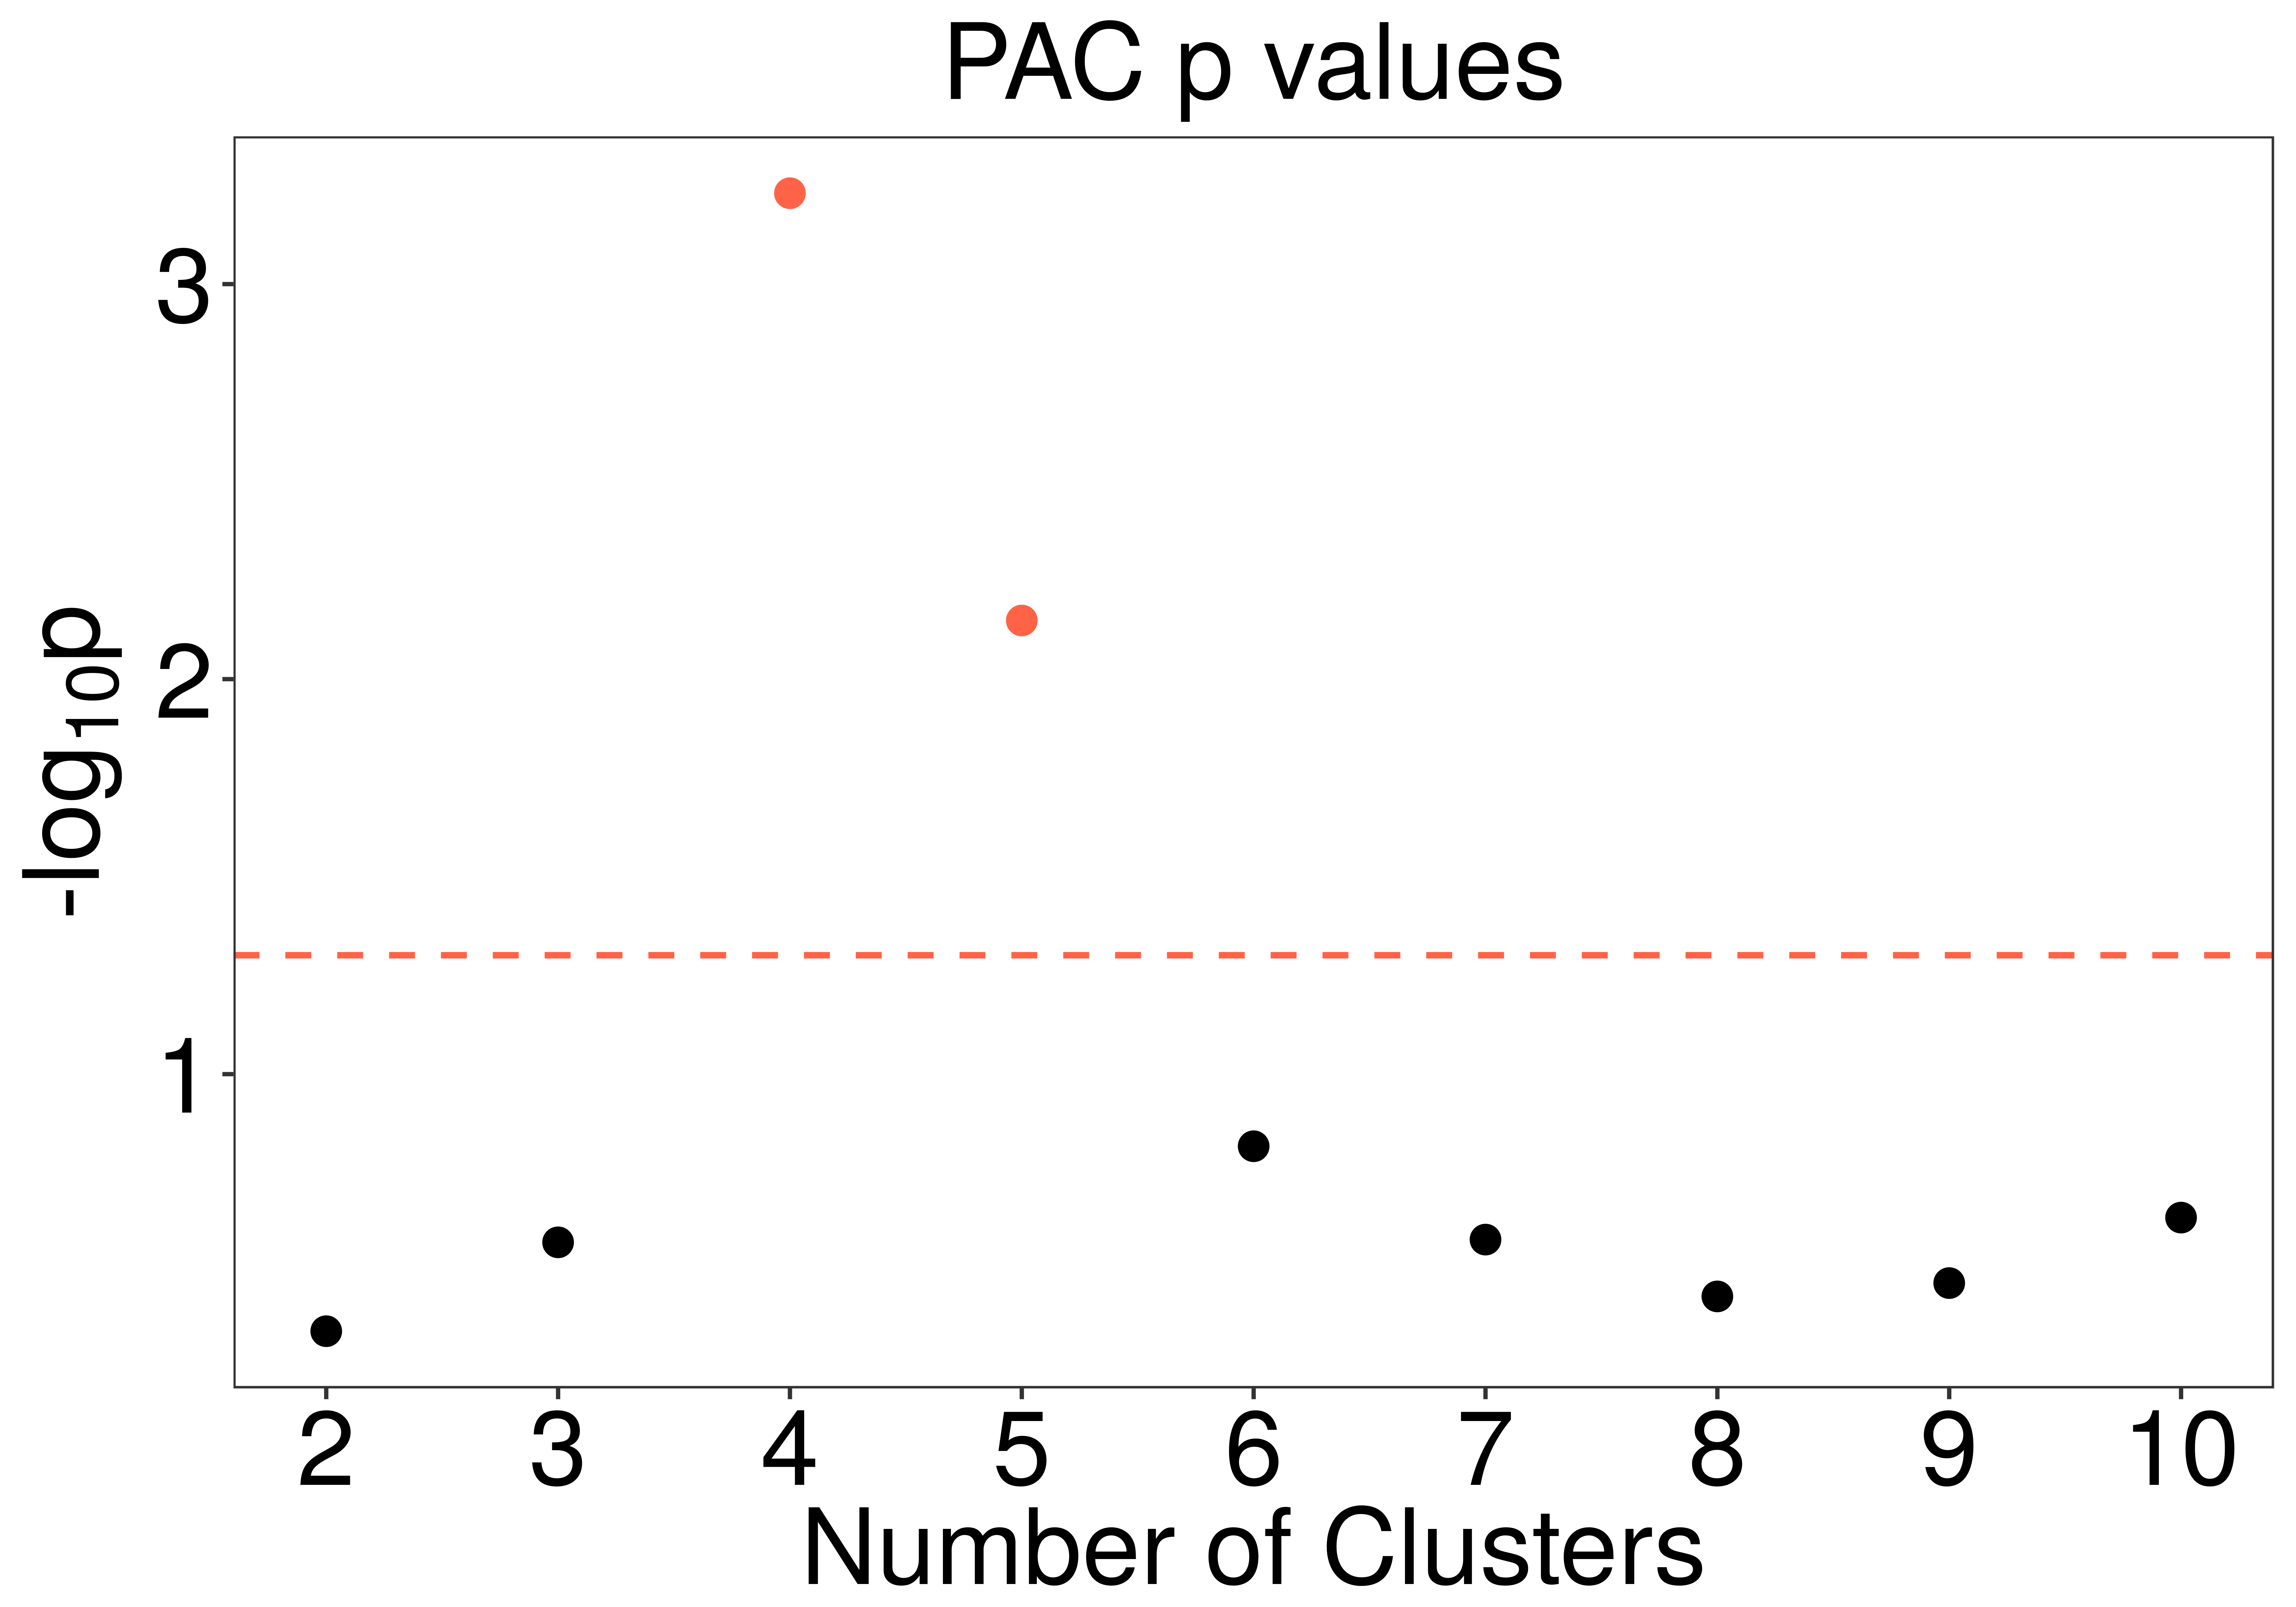 PAC p values
3
2
1
-log₁₀p
2 3 4 5 6 7 8 9 10
Number of Clusters